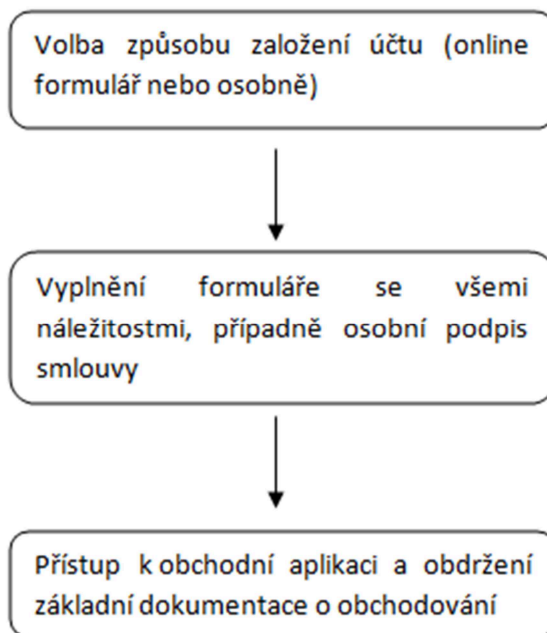 Volba způsobu založení účtu (online
formulář nebo osobně)
Vyplnění formuláře se všemi
náležitostmi, případně osobní podpis
smlouvy
Přístup k obchodní aplikaci a obdržení
základní dokumentace o obchodování